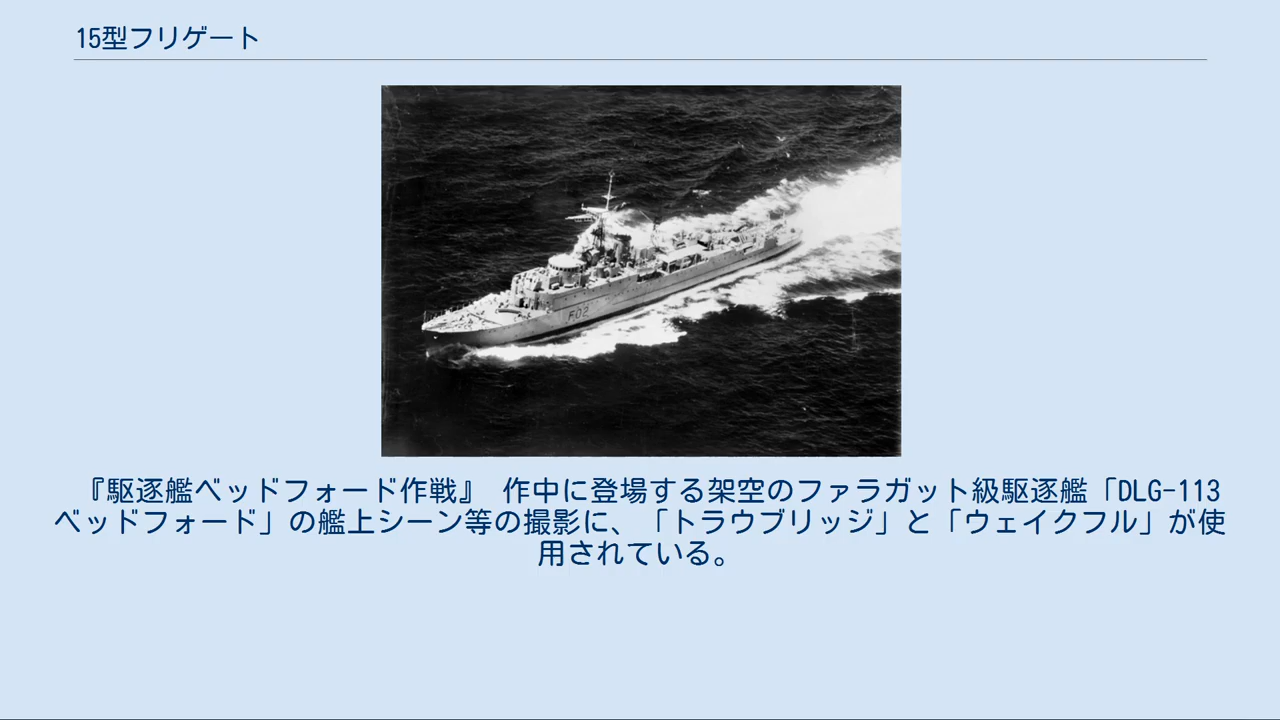 15型フリゲート
F02
『駆逐艦ベッドフォード作戦』 作中に登場する架空のファラガット級駆逐艦「DLG-113
ベッドフォード」の艦上シーン等の撮影に、「トラウブリッジ」と「ウェイクフル」が使
用されている。